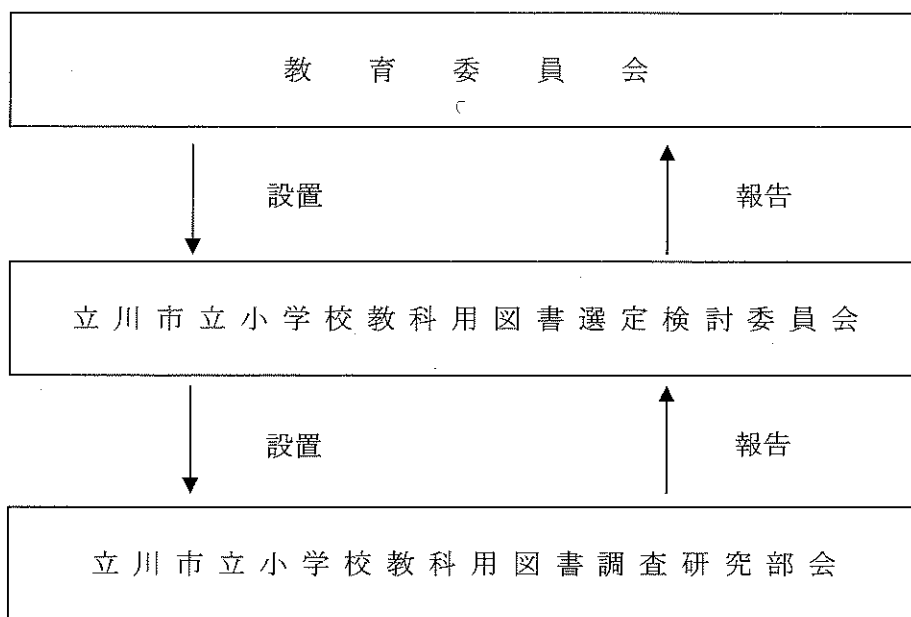 教育委員会
設置 報告
立川市立小学校教科用図書選定検討委員会
設置 報告
立川市立小学校教科用図書調査研究部会